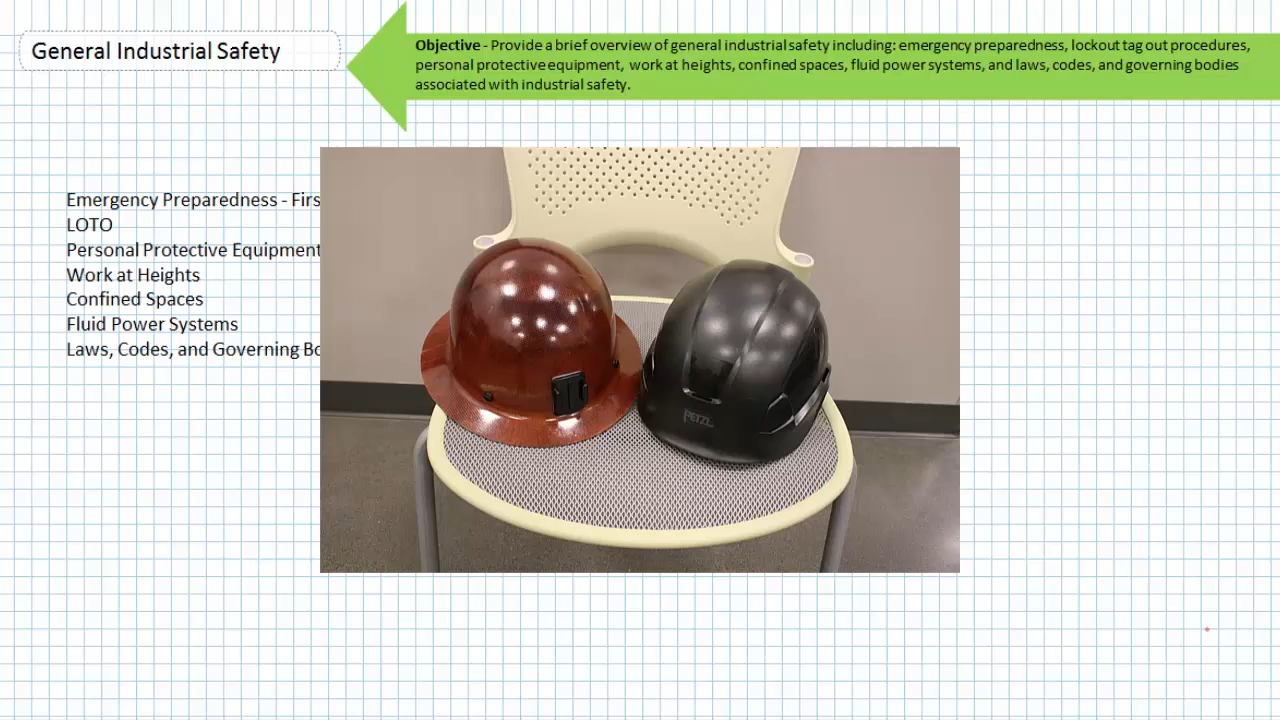 General Industrial Safety
Objective - Provide a brief overview of general industrial safety including: emergency preparedness, lockout tag out procedures,
personal protective equipment, work at heights, confined spaces, fluid power systems, and laws, codes, and governing bodies
associated with industrial safety.
Emergency Preparedness - Firs
LOTO
Personal Protective Equipment
Work at Heights
Confined Spaces
Fluid Power Systems
Laws, Codes, and Governing Bo
PETZL